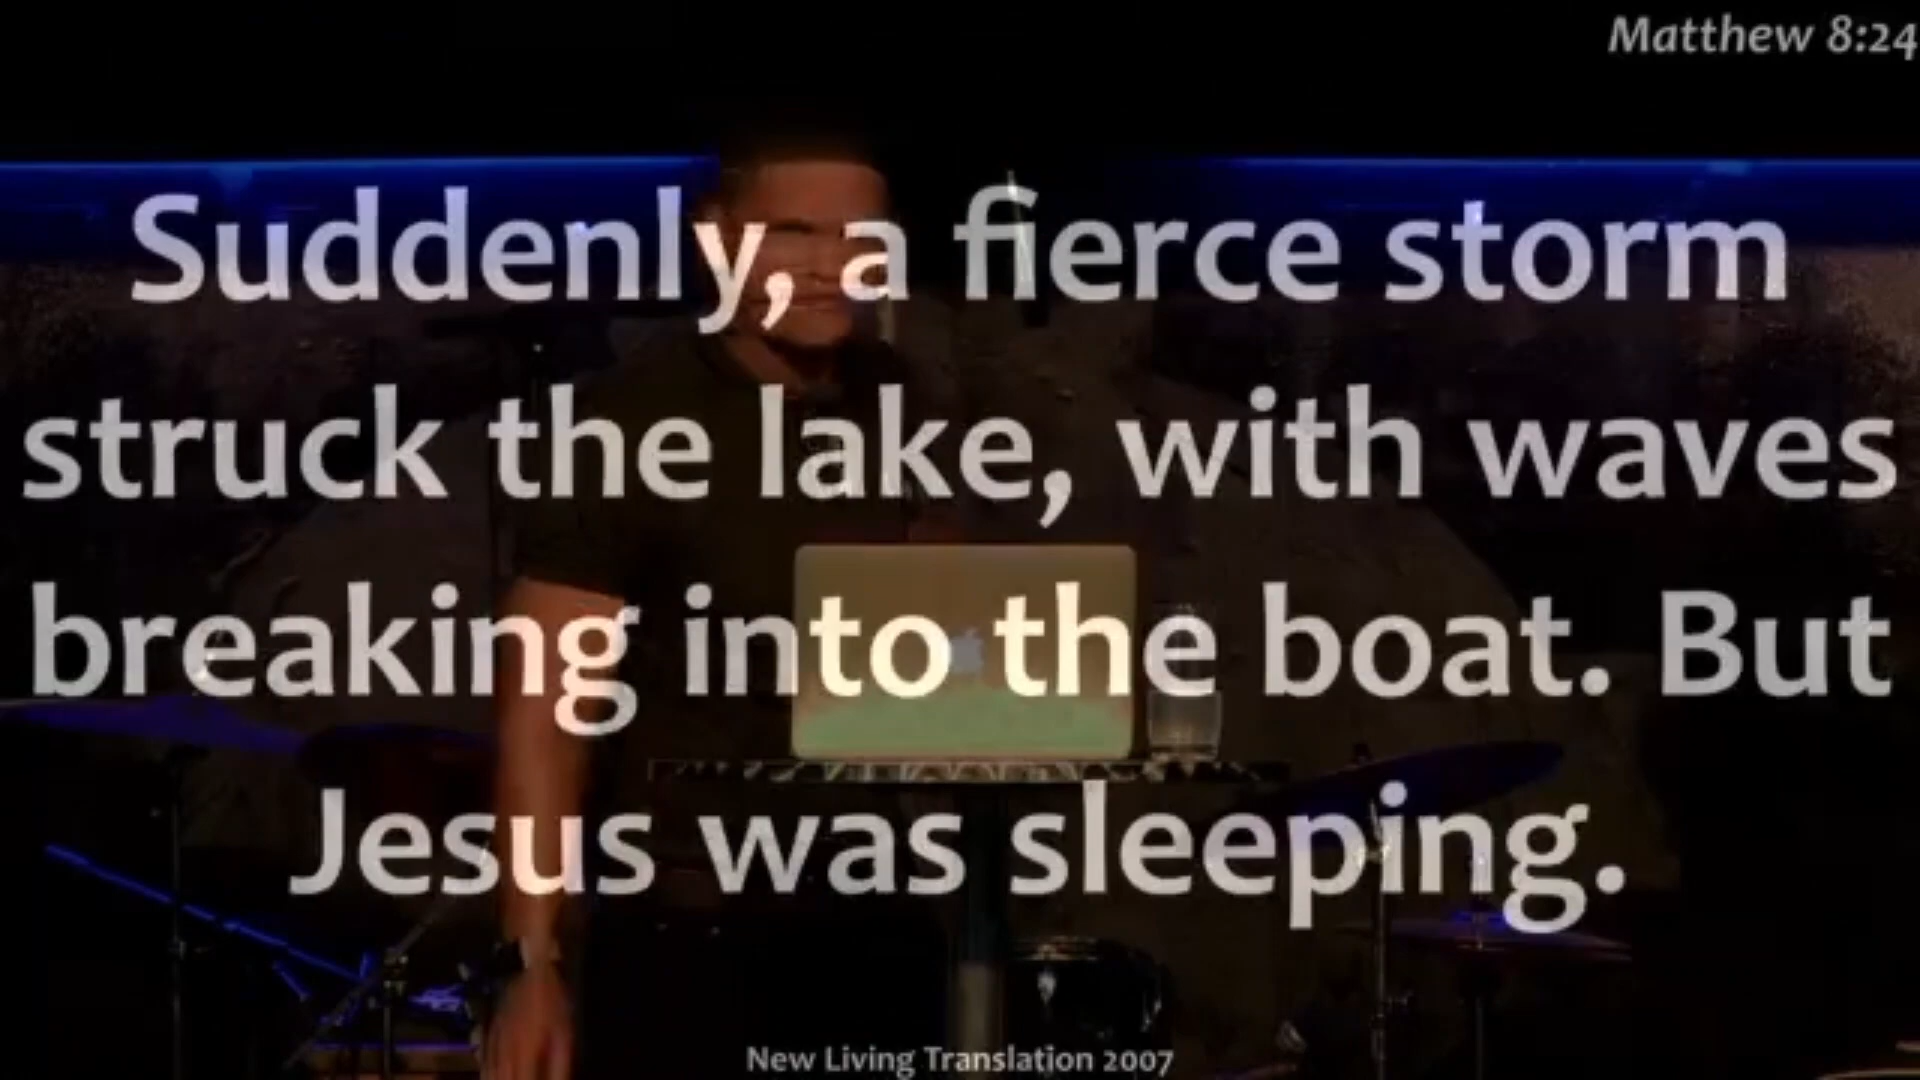 Matthew 8:24
Suddenly, a fierce storm
struck the lake, with waves
breaking into the boat. But
Jesus was sleeping.
New Living Translation 2007